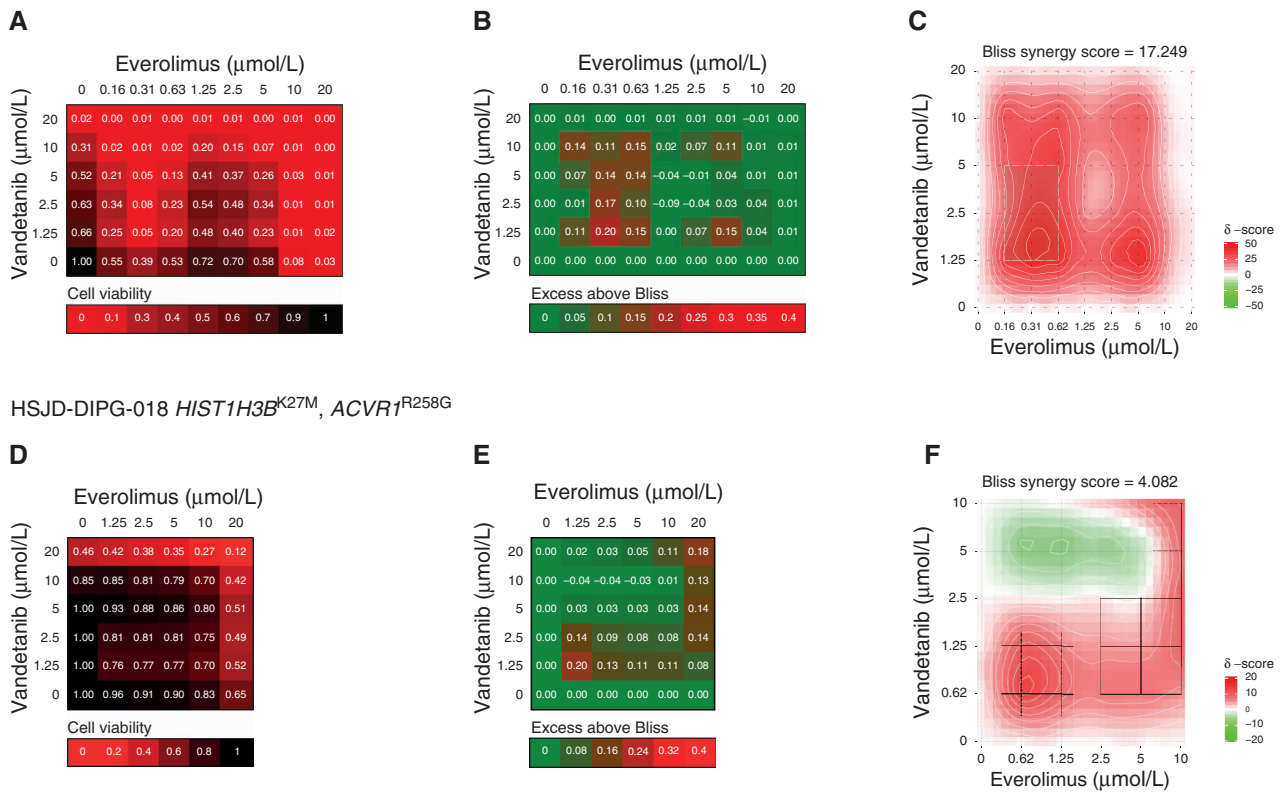 A
Everolimus (μmol/L)
0 0.16 0.31 0.63 1.25 2.5 5 10 20
Vandetanib (μmol/L)
20 0.02 0.00 0.01 0.00 0.01 0.01 0.00 0.00 0.00
10 0.31 0.02 0.01 0.02 0.20 0.15 0.07 0.01 0.00
5 0.52 0.21 0.05 0.13 0.41 0.37 0.26 0.03 0.01
2.5 0.63 0.34 0.08 0.23 0.54 0.48 0.34 0.01 0.01
1.25 0.66 0.25 0.05 0.20 0.48 0.40 0.23 0.01 0.02
0 1.00 0.55 0.39 0.53 0.72 0.70 0.58 0.08 0.03
Cell viability
0 0.1 0.3 0.4 0.5 0.6 0.7 0.9 1
B
Everolimus (μmol/L)
0 0.16 0.31 0.63 1.25 2.5 5 10 20
Vandetanib (μmol/L)
20 0.00 0.01 0.00 0.01 0.00 0.01 0.01 −0.01 0.00
10 0.00 0.14 0.11 0.15 0.02 0.07 0.11 0.01 0.01
5 0.00 0.07 0.14 0.14 −0.04 −0.01 0.04 0.01 0.01
2.5 0.00 0.01 0.17 0.10 −0.09 −0.04 0.03 0.04 0.01
1.25 0.00 0.11 0.20 0.15 0.00 0.07 0.15 0.04 0.01
0 0.00 0.00 0.00 0.00 0.00 0.00 0.00 0.00 0.00
Excess above Bliss
0 0.05 0.1 0.15 0.2 0.25 0.3 0.35 0.4
C
Bliss synergy score = 17.249
Vandetanib (μmol/L)
20
10
5
2.5
1.25
0
0 0.16 0.31 0.62 1.25 2.5 5 10 20
Everolimus (μmol/L)
δ −score
50
25
0
−25
−50
HSJD-DIPG-018 HIST1H3B^K27M, ACVR1^R258G
D
Everolimus (μmol/L)
0 1.25 2.5 5 10 20
Vandetanib (μmol/L)
20 0.46 0.42 0.38 0.35 0.27 0.12
10 0.85 0.85 0.81 0.79 0.70 0.42
5 1.00 0.93 0.88 0.86 0.80 0.51
2.5 1.00 0.81 0.81 0.81 0.75 0.49
1.25 1.00 0.76 0.77 0.77 0.70 0.52
0 1.00 0.96 0.91 0.90 0.83 0.65
Cell viability
0 0.2 0.4 0.6 0.8 1
E
Everolimus (μmol/L)
0 1.25 2.5 5 10 20
Vandetanib (μmol/L)
20 0.00 0.02 0.03 0.05 0.11 0.18
10 0.00 −0.04 −0.04 −0.03 0.01 0.13
5 0.00 0.03 0.03 0.03 0.03 0.14
2.5 0.00 0.14 0.09 0.08 0.08 0.14
1.25 0.00 0.20 0.13 0.11 0.11 0.08
0 0.00 0.00 0.00 0.00 0.00 0.00
Excess above Bliss
0 0.08 0.16 0.24 0.32 0.4
F
Bliss synergy score = 4.082
Vandetanib (μmol/L)
10
5
2.5
1.25
0.62
0
0 0.62 1.25 2.5 5 10
Everolimus (μmol/L)
δ −score
20
10
0
−10
−20